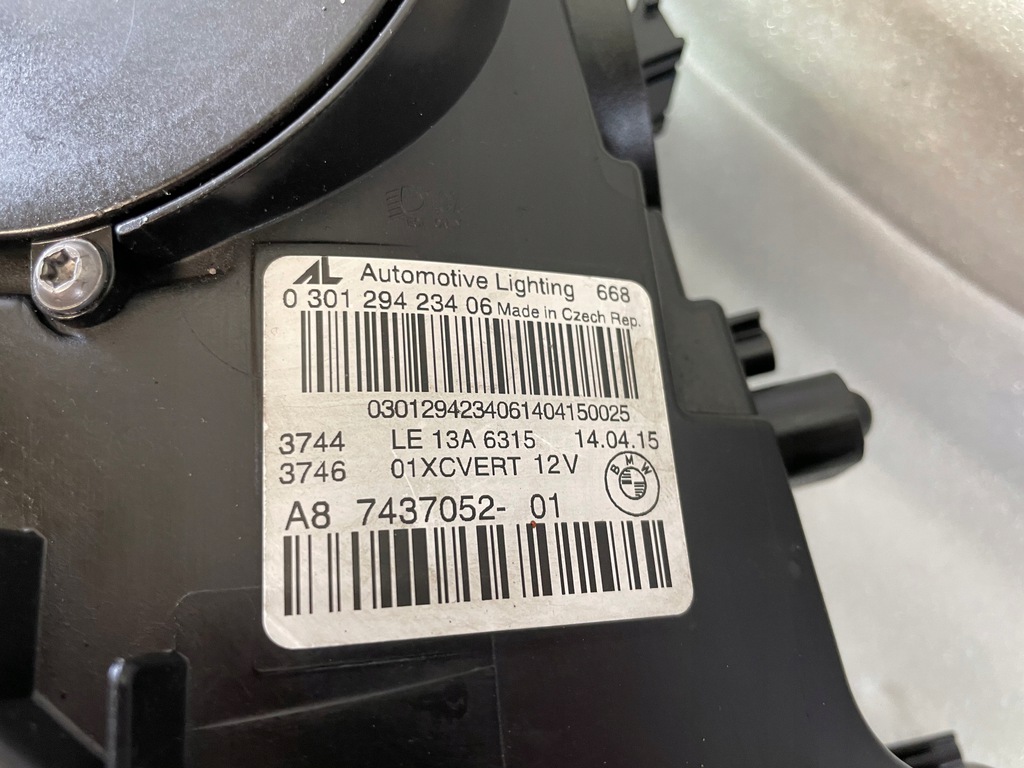 AL Automotive Lighting 668
0 301 294 234 06 Made in Czech Rep.
0301294234061404150025
3744 LE 13A 6315 14.04.15
3746 01XCVERT 12V
BMW
A8 7437052- 01